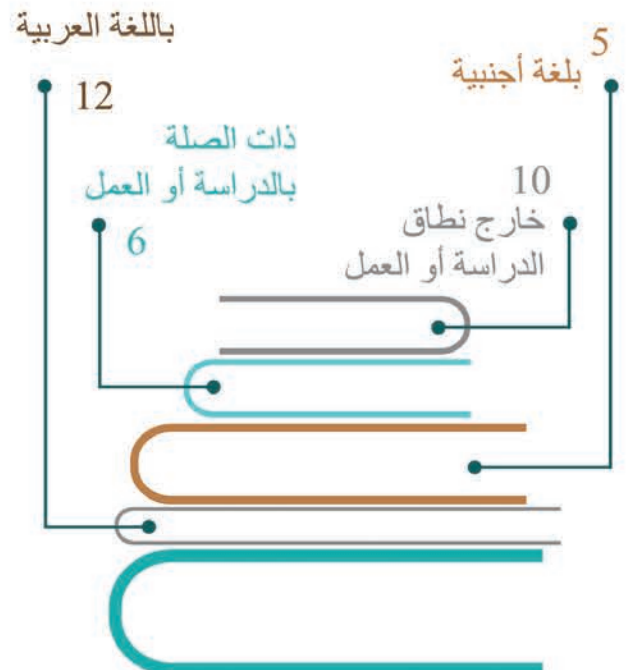 باللغة العربية
12
5
بلغة أجنبية
ذات الصلة
بالدراسة أو العمل
6
10
خارج نطاق
الدراسة أو العمل